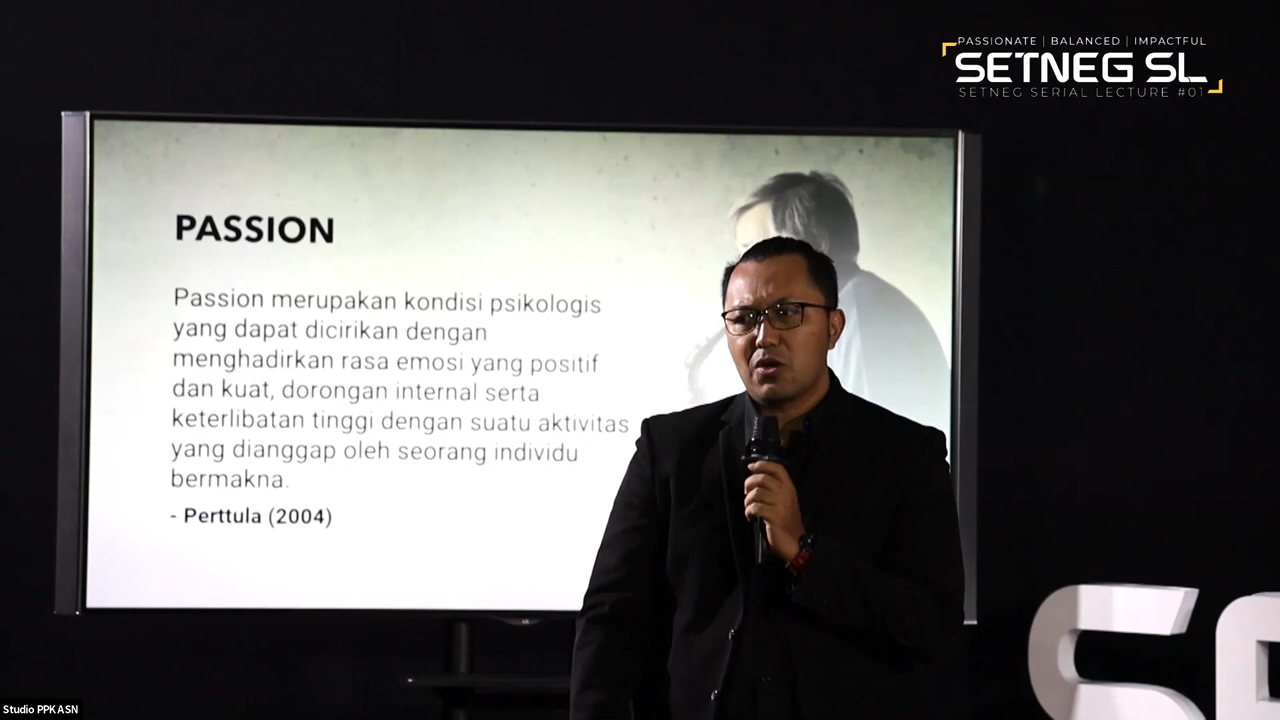 PASSIONATE | BALANCED | IMPACTFUL
SETNEG SL
SETNEG SERIAL LECTURE #01
PASSION
Passion merupakan kondisi psikologis
yang dapat dicirikan dengan
menghadirkan rasa emosi yang positif
dan kuat, dorongan internal serta
keterlibatan tinggi dengan suatu aktivitas
yang dianggap oleh seorang individu
bermakna.
- Perttula (2004)
Studio PPKASN